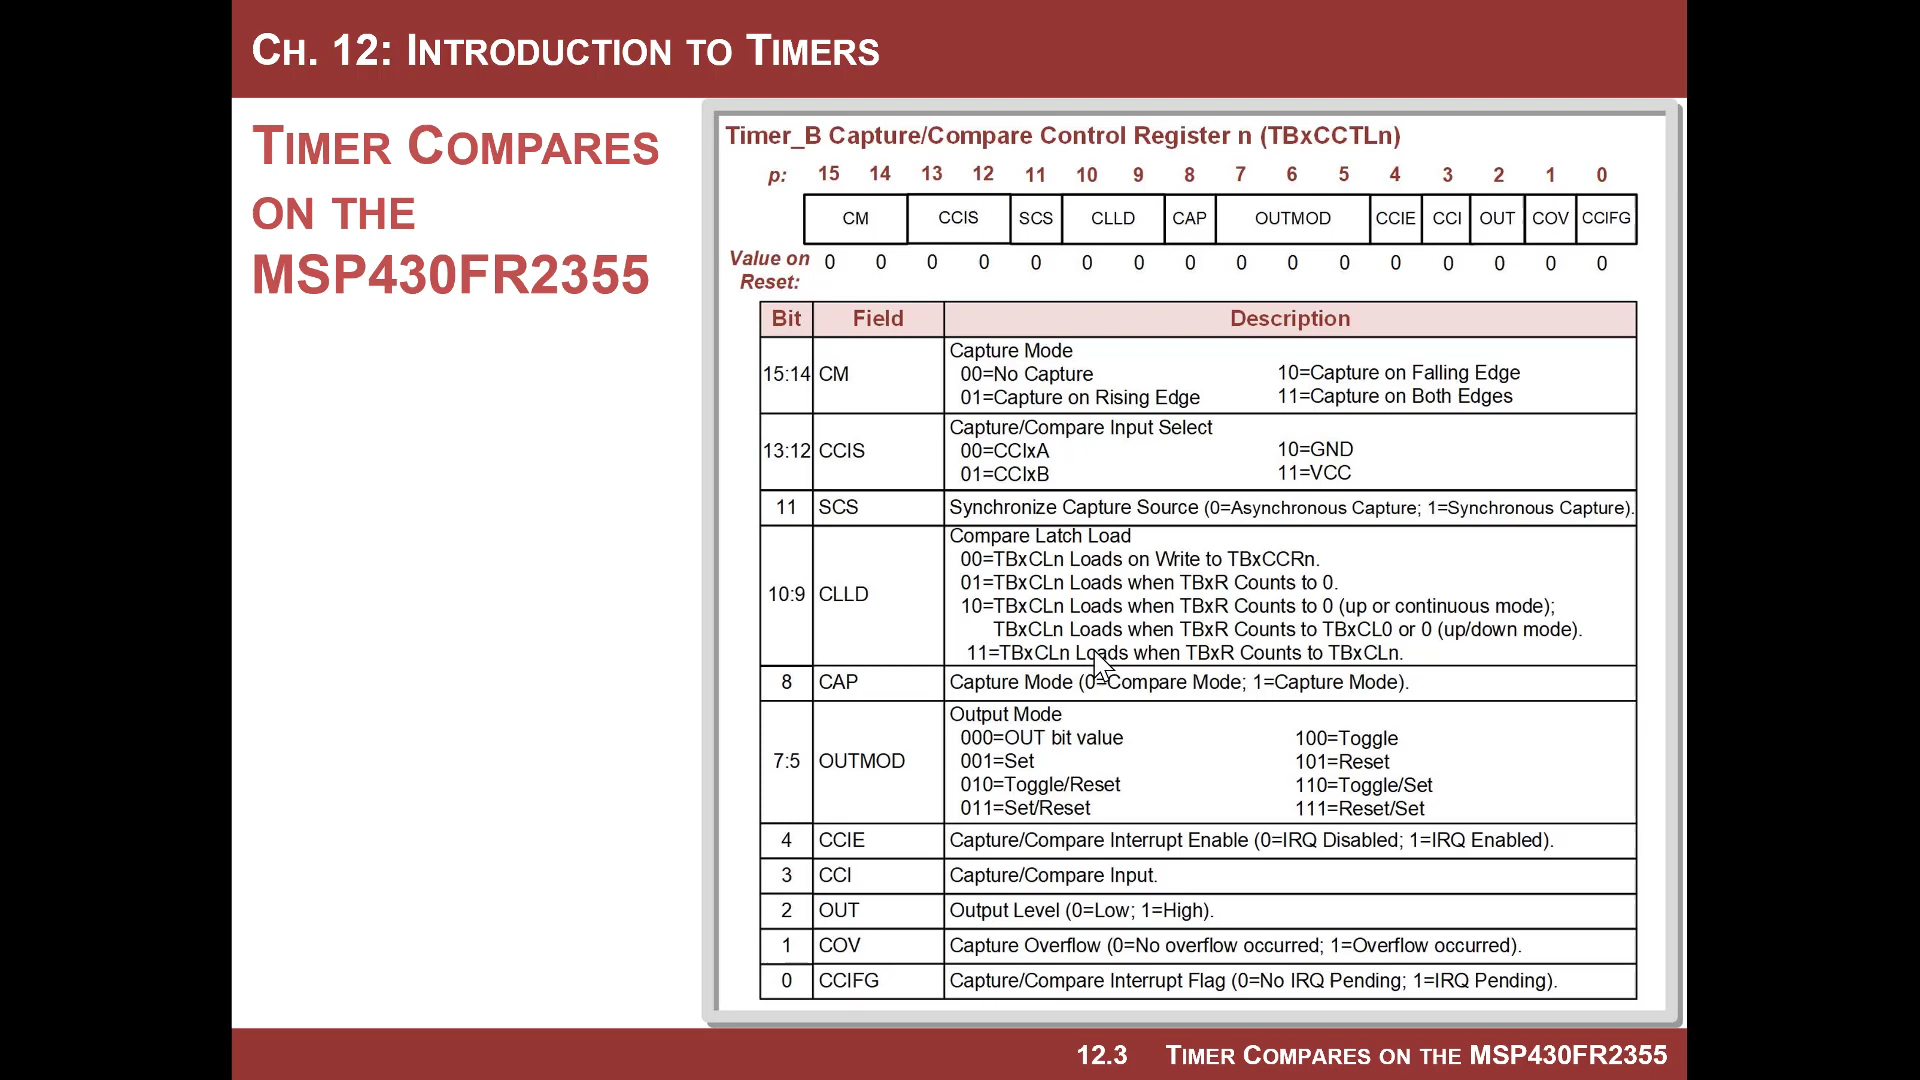 CH. 12: INTRODUCTION TO TIMERS
TIMER COMPARES
ON THE
MSP430FR2355
Timer_B Capture/Compare Control Register n (TBxCCTLn)
p: 15 14 13 12 11 10 9 8 7 6 5 4 3 2 1 0
CM CCIS SCS CLLD CAP OUTMOD CCIE CCI OUT COV CCIFG
Value on Reset: 0 0 0 0 0 0 0 0 0 0 0 0 0 0 0 0
Bit Field Description
15:14 CM Capture Mode
00=No Capture 10=Capture on Falling Edge
01=Capture on Rising Edge 11=Capture on Both Edges
13:12 CCIS Capture/Compare Input Select
00=CCIxA 10=GND
01=CCIxB 11=VCC
11 SCS Synchronize Capture Source (0=Asynchronous Capture; 1=Synchronous Capture).
10:9 CLLD Compare Latch Load
00=TBxCLn Loads on Write to TBxCCRn.
01=TBxCLn Loads when TBxR Counts to 0.
10=TBxCLn Loads when TBxR Counts to 0 (up or continuous mode);
TBxCLn Loads when TBxR Counts to TBxCL0 or 0 (up/down mode).
11=TBxCLn Loads when TBxR Counts to TBxCLn.
8 CAP Capture Mode (0=Compare Mode; 1=Capture Mode).
7:5 OUTMOD Output Mode
000=OUT bit value 100=Toggle
001=Set 101=Reset
010=Toggle/Reset 110=Toggle/Set
011=Set/Reset 111=Reset/Set
4 CCIE Capture/Compare Interrupt Enable (0=IRQ Disabled; 1=IRQ Enabled).
3 CCI Capture/Compare Input.
2 OUT Output Level (0=Low; 1=High).
1 COV Capture Overflow (0=No overflow occurred; 1=Overflow occurred).
0 CCIFG Capture/Compare Interrupt Flag (0=No IRQ Pending; 1=IRQ Pending).
12.3 TIMER COMPARES ON THE MSP430FR2355